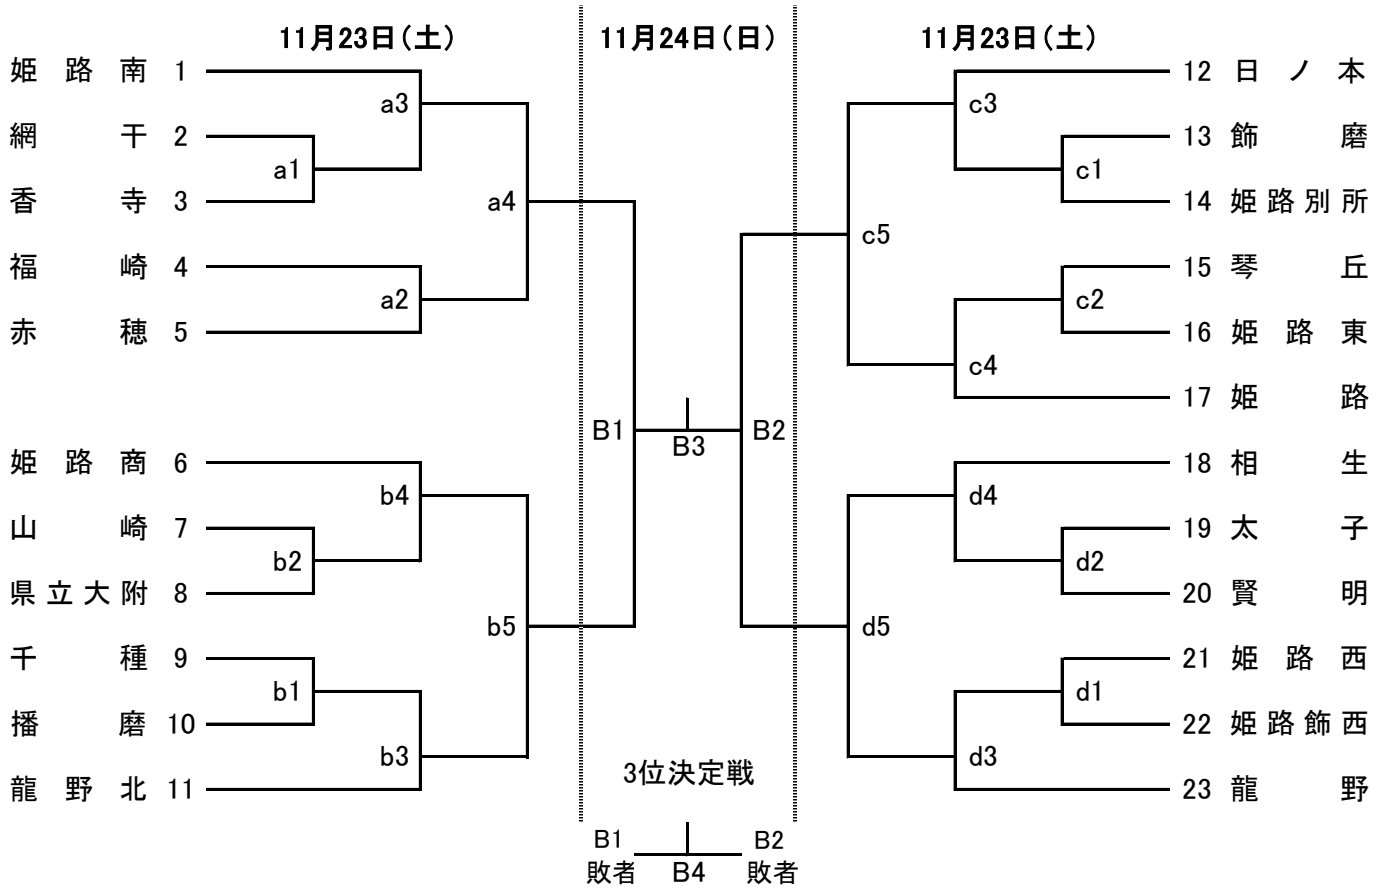 11月23日(土) 11月24日(日) 11月23日(土)
姫路南 1 12 日ノ本
a3 c3
網干 2 13 飾磨
a1 c1
香寺 3 a4 14 姫路別所
c5
福崎 4 15 琴丘
a2 c2
赤穂 5 16 姫路東
c4
17 姫路
B1 B3 B2
姫路商 6 18 相生
b4 d4
山崎 7 19 太子
b2 d2
県立大附 8 20 賢明
b5 d5
千種 9 21 姫路西
b1 d1
播磨 10 22 姫路飾西
b3 3位決定戦 d3
龍野北 11 23 龍野
B1 B2
敗者 B4 敗者